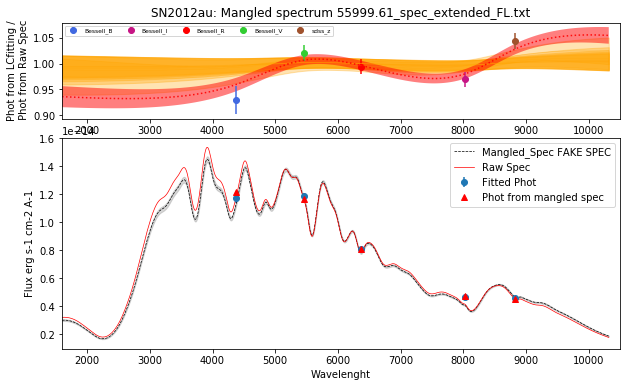 SN2012au: Mangled spectrum 55999.61_spec_extended_FL.txt
Phot from LCfitting /
Phot from Raw Spec
1.05
1.00
0.95
0.90
Bessell_B
Bessell_I
Bessell_R
Bessell_V
sdss_z
2000 3000 4000 5000 6000 7000 8000 9000 10000
1e−14
Flux erg s-1 cm-2 A-1
1.6
1.4
1.2
1.0
0.8
0.6
0.4
0.2
Mangled_Spec FAKE SPEC
Raw Spec
Fitted Phot
Phot from mangled spec
2000 3000 4000 5000 6000 7000 8000 9000 10000
Wavelenght